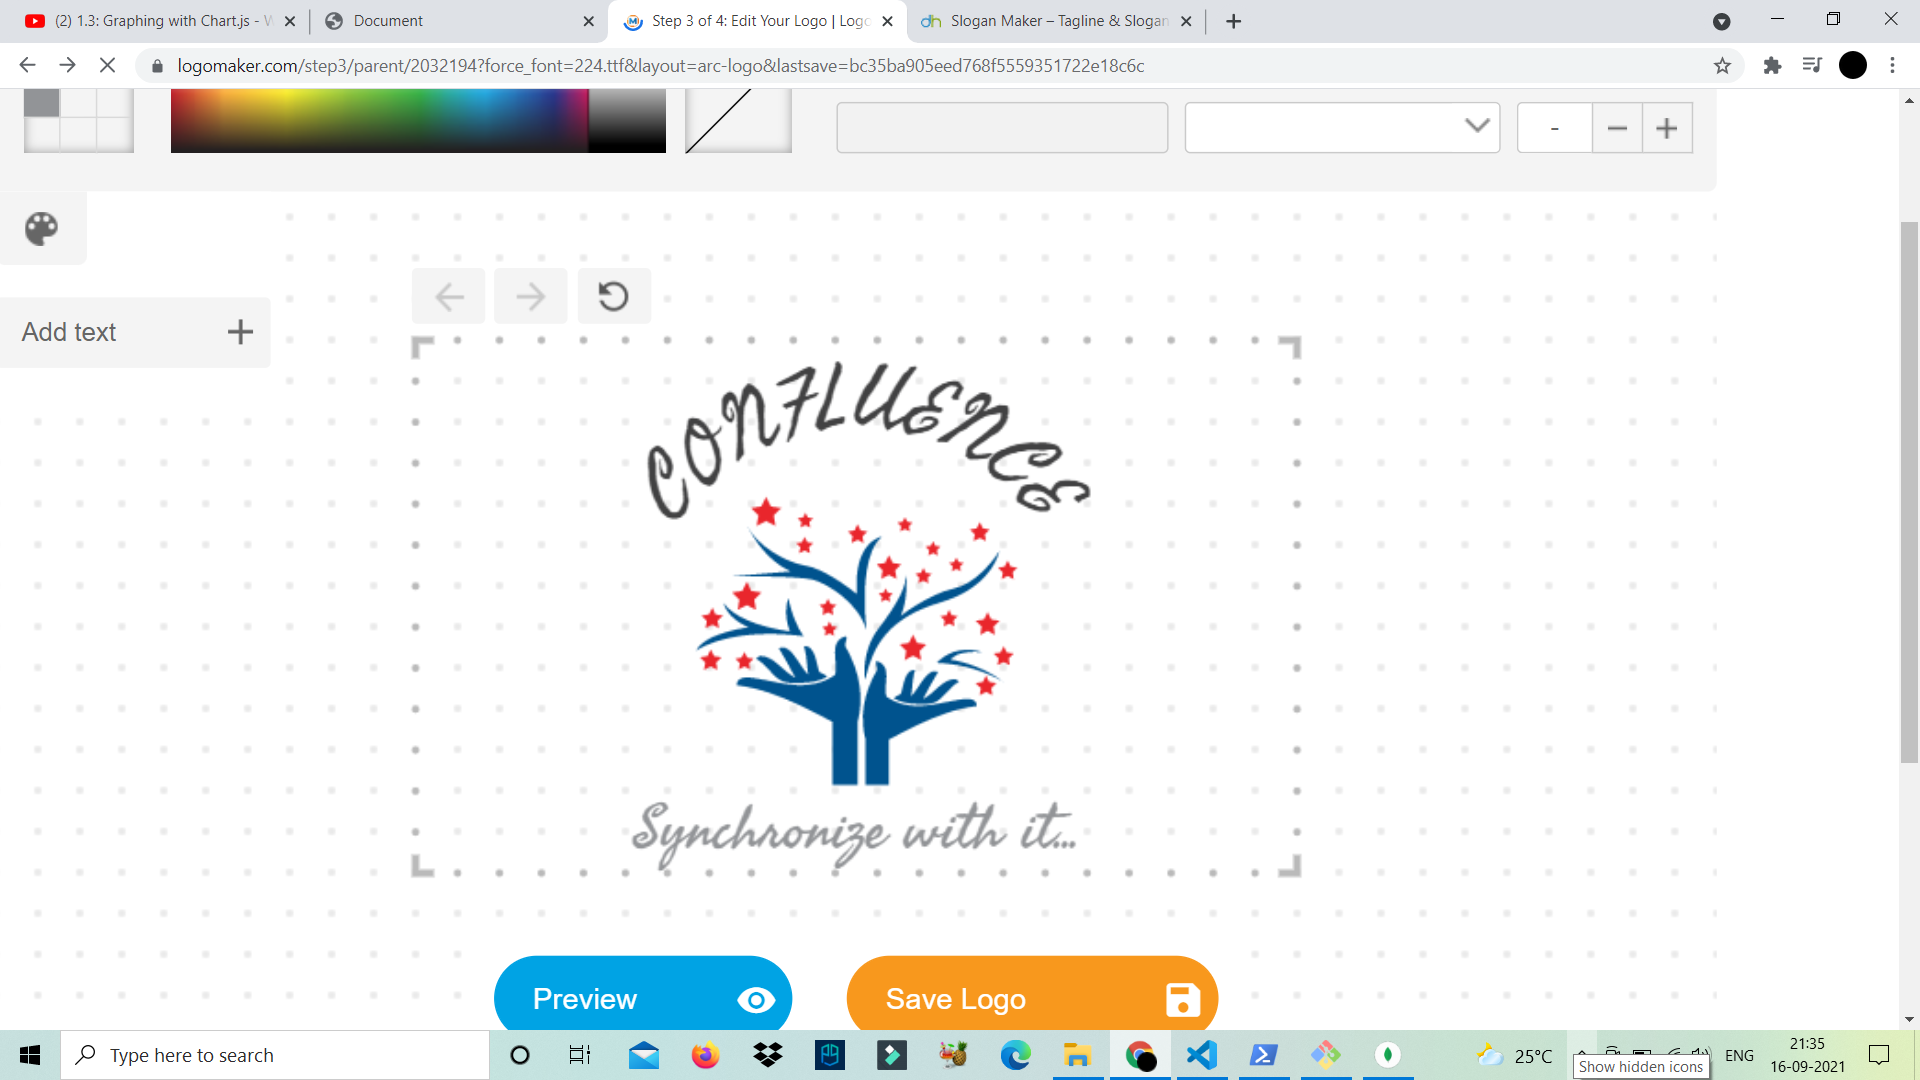 (2) 1.3: Graphing with Chart.js - W
Document
Step 3 of 4: Edit Your Logo | Logo
dh Slogan Maker – Tagline & Slogan
logomaker.com/step3/parent/2032194?force_font=224.ttf&layout=arc-logo&lastsave=bc35ba905eed768f5559351722e18c6c
-
Add text
CONFLUENCE
Synchronize with it...
Preview
Save Logo
Type here to search
25°C
ENG
21:35
16-09-2021
Show hidden icons